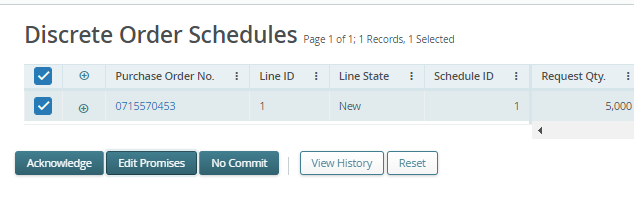 Discrete Order Schedules Page 1 of 1; 1 Records, 1 Selected
Purchase Order No. Line ID Line State Schedule ID Request Qty.
0715570453 1 New 1 5,000
Acknowledge Edit Promises No Commit View History Reset